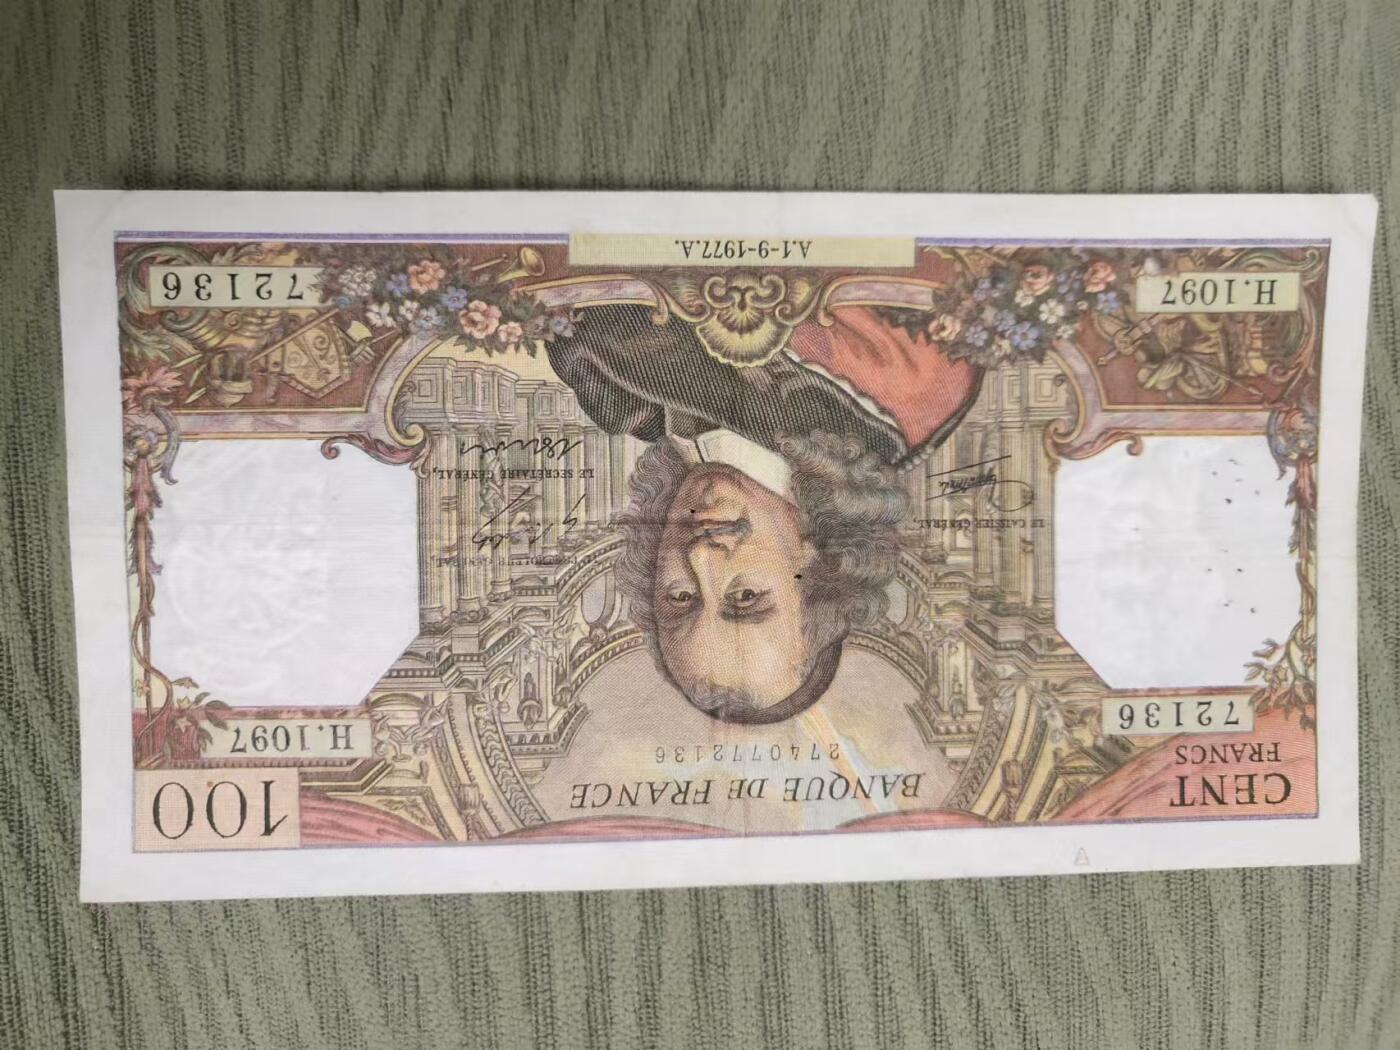 BANQUE DE FRANCE
2740772136
CENT
FRANCS
100
72136
H.1097
LE CAISSIER GÉNÉRAL,
LE SECRÉTAIRE GÉNÉRAL,
H.1097
72136
A.1-9-1977.A.